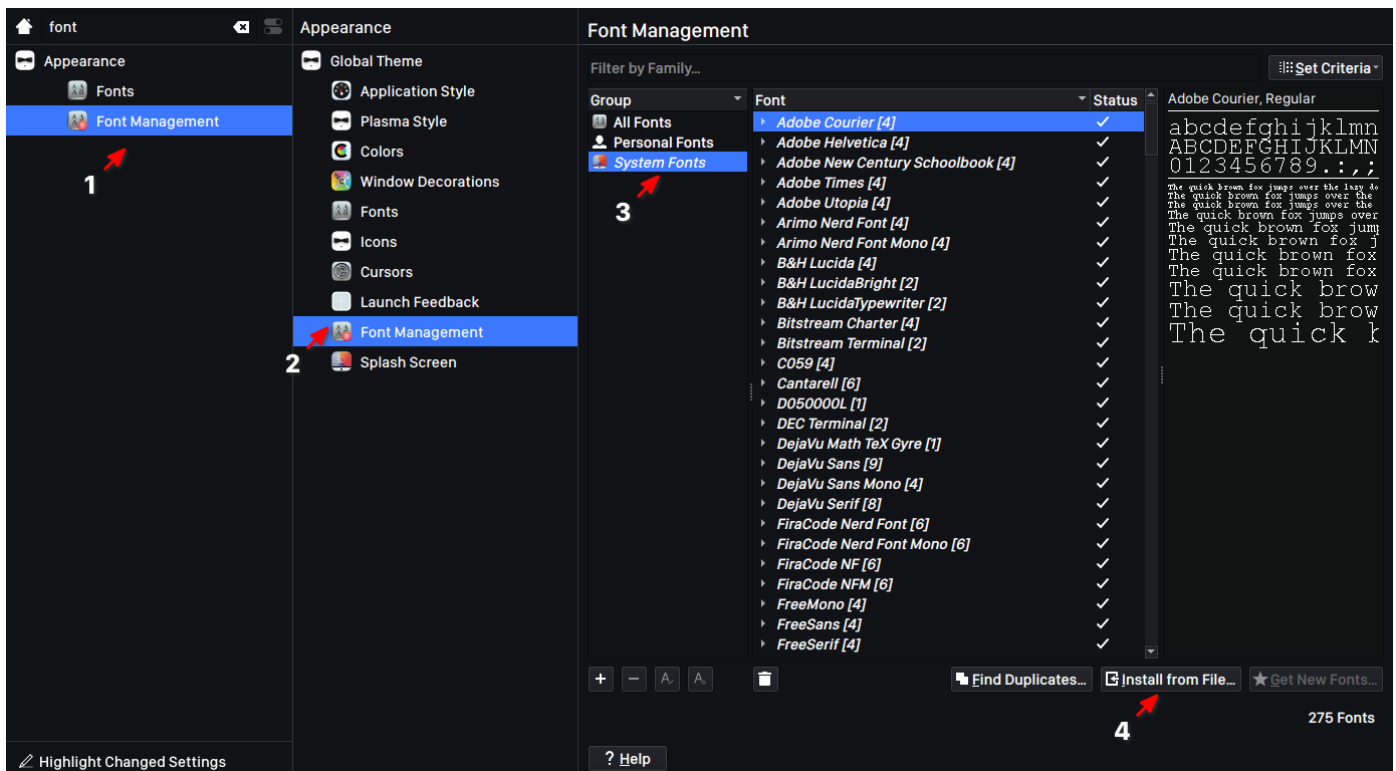 font
Appearance
Fonts
Font Management
1
Highlight Changed Settings
Appearance
Global Theme
Application Style
Plasma Style
Colors
Window Decorations
Fonts
Icons
Cursors
Launch Feedback
Font Management
2
Splash Screen
Font Management
Filter by Family...
Set Criteria
Group
All Fonts
Personal Fonts
System Fonts
3
Font Status
Adobe Courier [4]
Adobe Helvetica [4]
Adobe New Century Schoolbook [4]
Adobe Times [4]
Adobe Utopia [4]
Arimo Nerd Font [4]
Arimo Nerd Font Mono [4]
B&H Lucida [4]
B&H LucidaBright [2]
B&H LucidaTypewriter [2]
Bitstream Charter [4]
Bitstream Terminal [2]
C059 [4]
Cantarell [6]
D050000L [1]
DEC Terminal [2]
DejaVu Math TeX Gyre [1]
DejaVu Sans [9]
DejaVu Sans Mono [4]
DejaVu Serif [8]
FiraCode Nerd Font [6]
FiraCode Nerd Font Mono [6]
FiraCode NF [6]
FiraCode NFM [6]
FreeMono [4]
FreeSans [4]
FreeSerif [4]
Adobe Courier, Regular
abcdefghijklmn
ABCDEFGHIJKLMN
0123456789.:,;
The quick brown fox jumps over the lazy do
The quick brown fox jumps over the
The quick brown fox jumps over the
The quick brown fox jumps over
The quick brown fox jump
The quick brown fox j
The quick brown fox
The quick brown fox
The quick brow
The quick brow
The quick b
Find Duplicates... Install from File... Get New Fonts...
4
275 Fonts
? Help